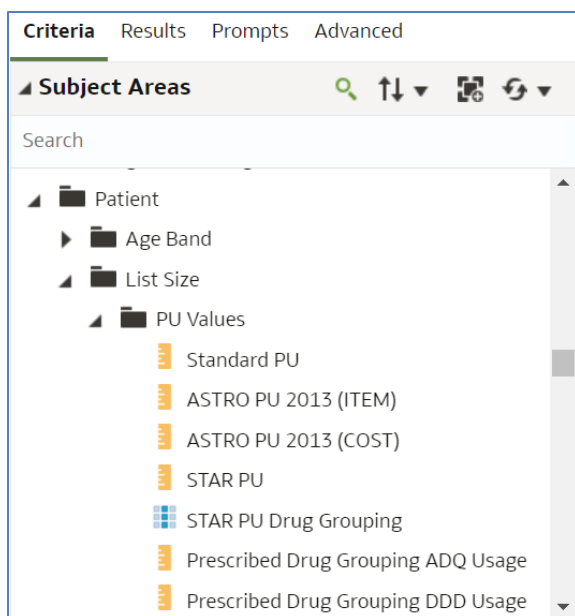 Criteria Results Prompts Advanced
Subject Areas
Search
Patient
Age Band
List Size
PU Values
Standard PU
ASTRO PU 2013 (ITEM)
ASTRO PU 2013 (COST)
STAR PU
STAR PU Drug Grouping
Prescribed Drug Grouping ADQ Usage
Prescribed Drug Grouping DDD Usage